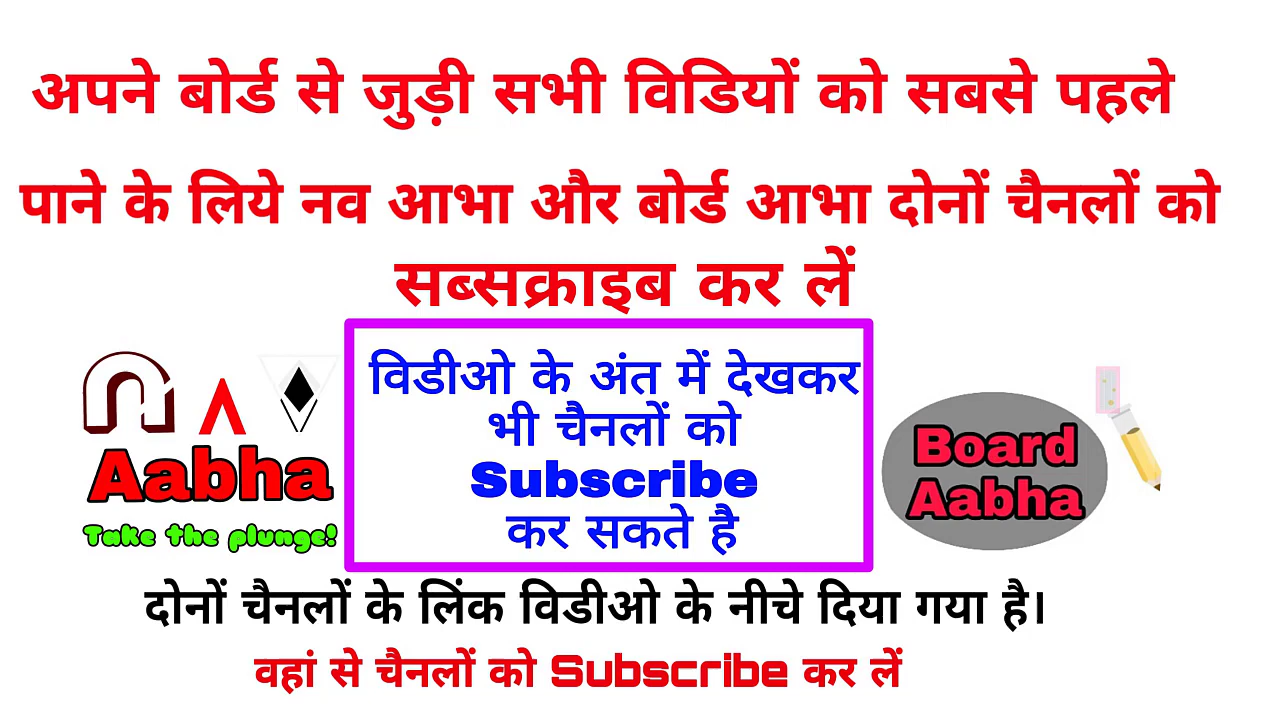 अपने बोर्ड से जुड़ी सभी विडियों को सबसे पहले
पाने के लिये नव आभा और बोर्ड आभा दोनों चैनलों को
सब्सक्राइब कर लें
विडीओ के अंत में देखकर
भी चैनलों को
Subscribe
कर सकते है
Aabha
Take the plunge!
Board
Aabha
दोनों चैनलों के लिंक विडीओ के नीचे दिया गया है।
वहां से चैनलों को Subscribe कर लें